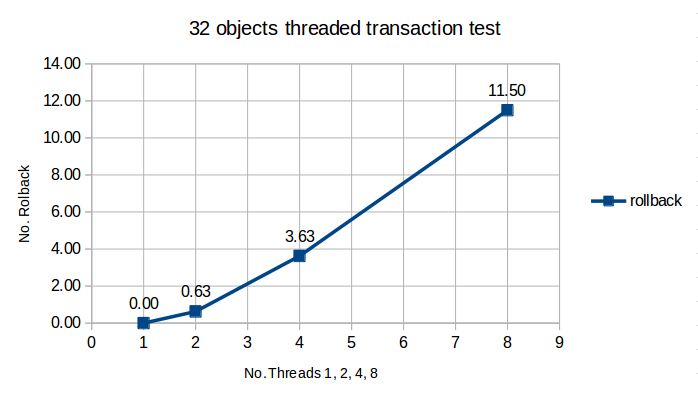 32 objects threaded transaction test
14.00
12.00
10.00
8.00
6.00
4.00
2.00
0.00
No. Rolback
0.00
0.63
3.63
11.50
rollback
0 1 2 3 4 5 6 7 8 9
No.Threads 1, 2, 4, 8